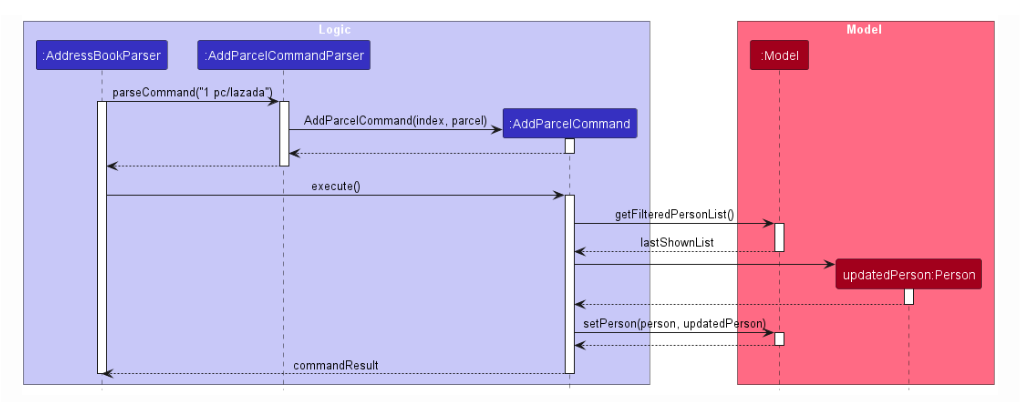 Logic
Model
:AddressBookParser
:AddParcelCommandParser
:Model
parseCommand("1 pc/lazada")
AddParcelCommand(index, parcel)
:AddParcelCommand
execute()
getFilteredPersonList()
lastShownList
updatedPerson:Person
setPerson(person, updatedPerson)
commandResult